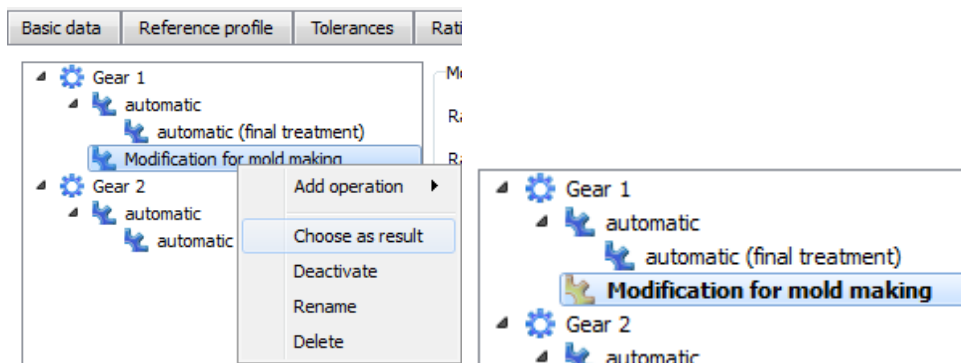 Basic data
Reference profile
Tolerances
Gear 1
automatic
automatic (final treatment)
Modification for mold making
Gear 2
automatic
automatic
Add operation
Choose as result
Deactivate
Rename
Delete
Gear 1
automatic
automatic (final treatment)
Modification for mold making
Gear 2
automatic